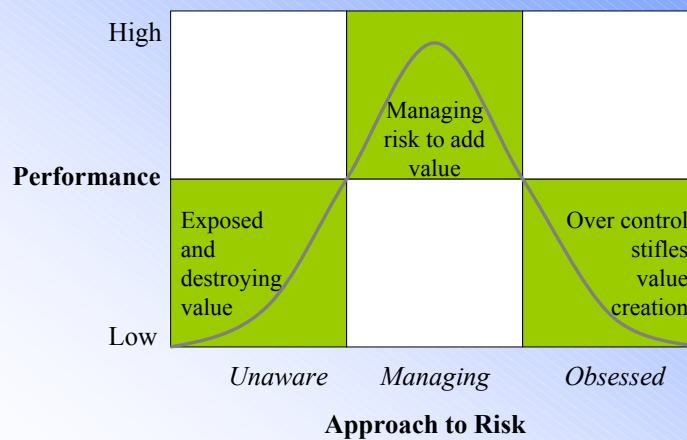 High
Managing
risk to add
value
Performance
Exposed
and
destroying
value
Over control
stifles
value
creation
Low
Unaware
Managing
Obsessed
Approach to Risk